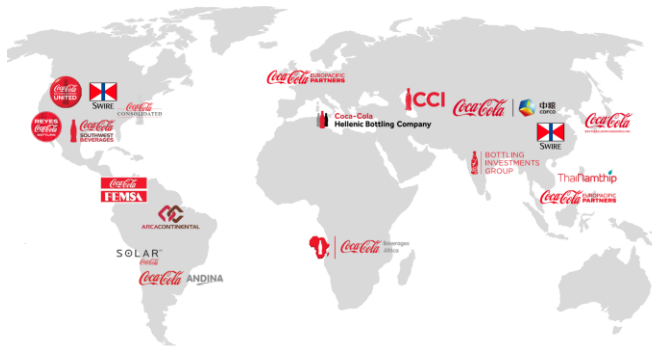 Coca-Cola
UNITED
SWIRE
Coca-Cola
CONSOLIDATED
REYES
Coca-Cola
BOTTLING
Coca-Cola
SOUTHWEST
BEVERAGES
Coca-Cola
FEMSA
ARCACONTINENTAL
SOLAR
Coca-Cola
Coca-Cola ANDINA
Coca-Cola EUROPACIFIC
PARTNERS
Coca-Cola
Hellenic Bottling Company
CCI
Coca-Cola 中粮
COFCO
SWIRE
Coca-Cola
BOTTLING
INVESTMENTS
GROUP
ThaiNamthip
Coca-Cola EUROPACIFIC
PARTNERS
Coca-Cola Beverages
Africa